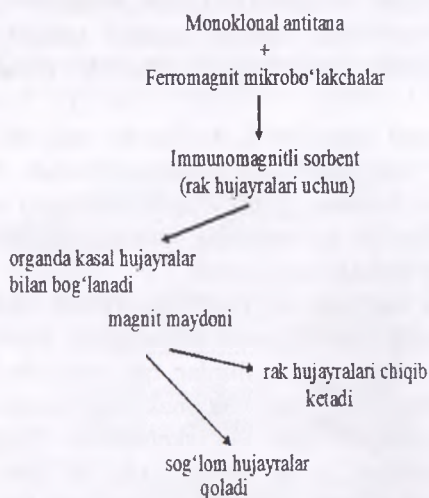 Monoklonal antitana
+
Ferromagnit mikrobo‘lakchalar
Immunomagnitli sorbent
(rak hujayralari uchun)
organda kasal hujayralar
bilan bog‘lanadi
magnit maydoni
rak hujayralari chiqib
ketadi
sog‘lom hujayralar
qoladi